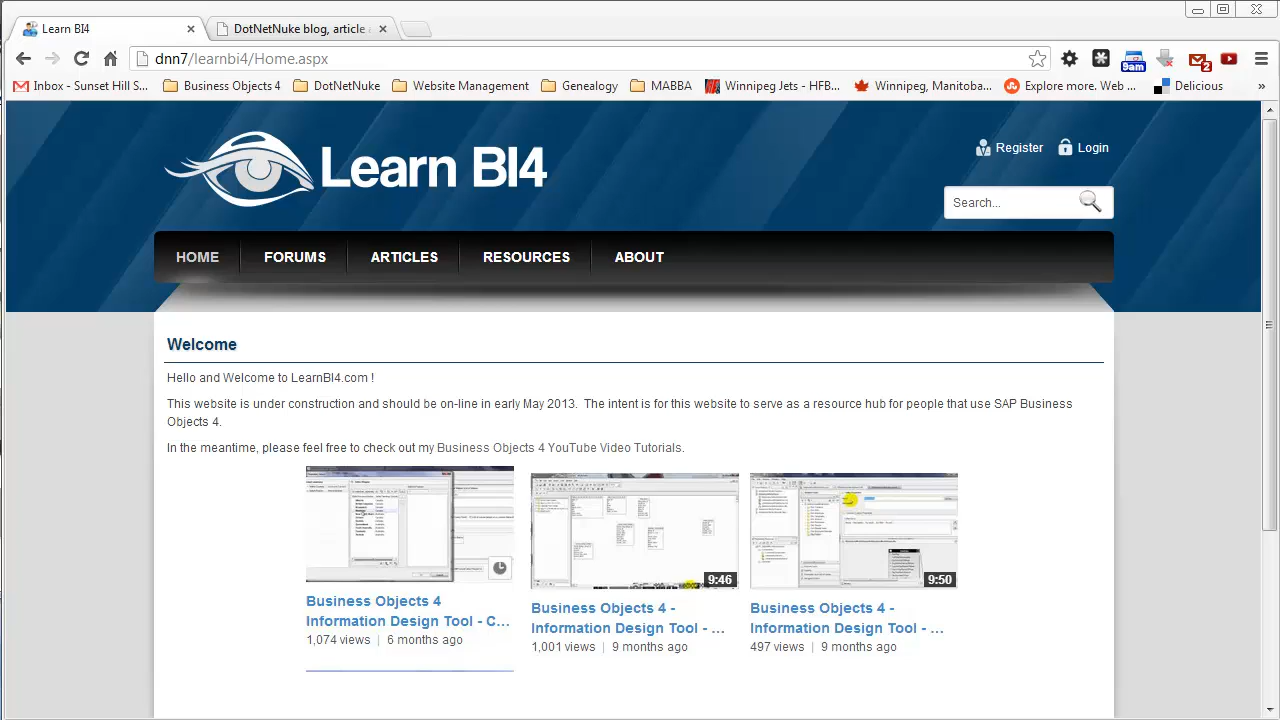 Learn BI4
DotNetNuke blog, article
dnn7/learnbi4/Home.aspx
9am
2
Inbox - Sunset Hill S...
Business Objects 4
DotNetNuke
Website Management
Genealogy
MABBA
Winnipeg Jets - HFB...
Winnipeg, Manitoba...
Explore more. Web ...
Delicious
»
Learn BI4
Register
Login
Search...
HOME
FORUMS
ARTICLES
RESOURCES
ABOUT
Welcome
Hello and Welcome to LearnBI4.com !
This website is under construction and should be on-line in early May 2013. The intent is for this website to serve as a resource hub for people that use SAP Business
Objects 4.
In the meantime, please feel free to check out my Business Objects 4 YouTube Video Tutorials.
9:46
9:50
Business Objects 4
Information Design Tool - C...
1,074 views | 6 months ago
Business Objects 4 -
Information Design Tool - ...
1,001 views | 9 months ago
Business Objects 4 -
Information Design Tool - ...
497 views | 9 months ago